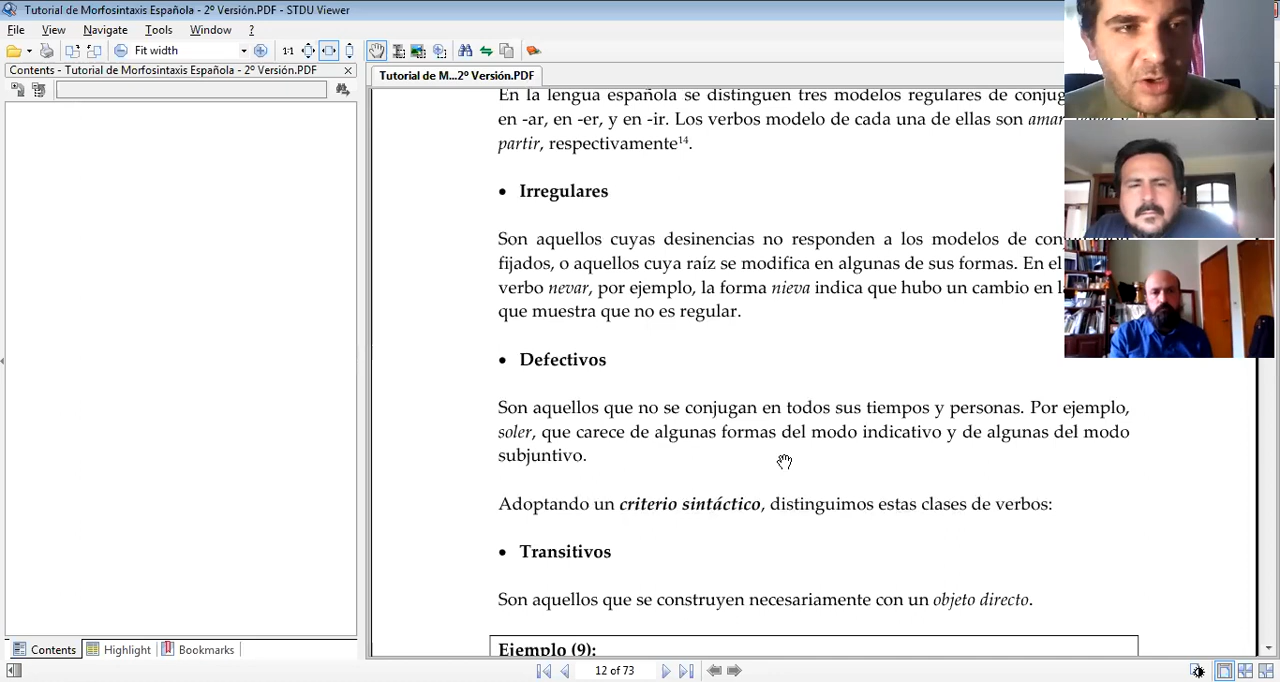 Tutorial de Morfosintaxis Española - 2º Versión.PDF - STDU Viewer
File View Navigate Tools Window ?
Fit width 1:1
Contents - Tutorial de Morfosintaxis Española - 2º Versión.PDF
Tutorial de M...2º Versión.PDF
En la lengua española se distinguen tres modelos regulares de
en -ar, en -er, y en -ir. Los verbos modelo de cada una de ellas son
partir, respectivamente¹⁴.
• Irregulares
Son aquellos cuyas desinencias no responden a los modelos de
fijados, o aquellos cuya raíz se modifica en algunas de sus formas. En el
verbo nevar, por ejemplo, la forma nieva indica que hubo un cambio en
que muestra que no es regular.
• Defectivos
Son aquellos que no se conjugan en todos sus tiempos y personas. Por ejemplo,
soler, que carece de algunas formas del modo indicativo y de algunas del modo
subjuntivo.
Adoptando un criterio sintáctico, distinguimos estas clases de verbos:
• Transitivos
Son aquellos que se construyen necesariamente con un objeto directo.
Ejemplo (9):
Contents Highlight Bookmarks
12 of 73